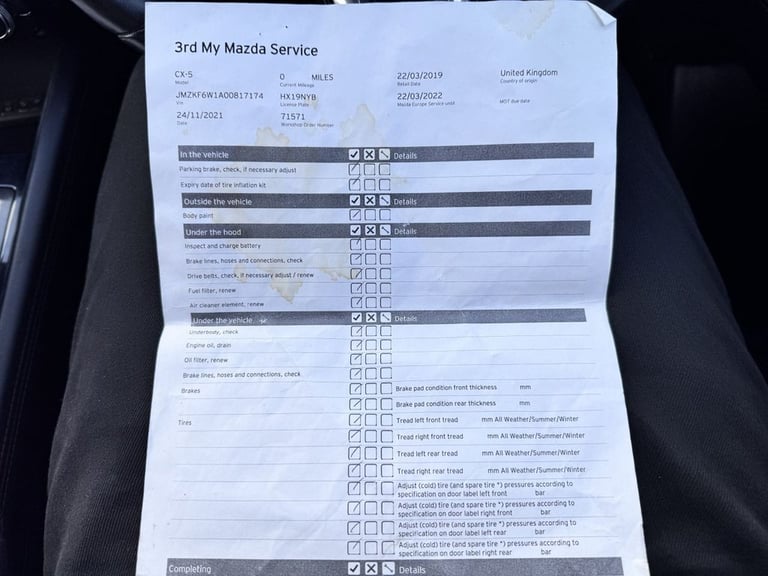 3rd My Mazda Service
CX-5 0 MILES 22/03/2019 United Kingdom
Model Current Mileage Retail Date Country of origin
JMZKF6W1A00817174 HX19NYB 22/03/2022
Vin License Plate Mazda Europe Service until MOT due date
24/11/2021 71571
Date Workshop Order Number
In the vehicle Details
Parking brake, check, if necessary adjust
Expiry date of tire inflation kit
Outside the vehicle Details
Body paint
Under the hood Details
Inspect and charge battery
Brake lines, hoses and connections, check
Drive belts, check, if necessary adjust / renew
Fuel filter, renew
Air cleaner element, renew
Under the vehicle Details
Underbody, check
Engine oil, drain
Oil filter, renew
Brake lines, hoses and connections, check
Brakes Brake pad condition front thickness mm
Brake pad condition rear thickness mm
Tires Tread left front tread mm All Weather/Summer/Winter
Tread right front tread mm All Weather/Summer/Winter
Tread left rear tread mm All Weather/Summer/Winter
Tread right rear tread mm All Weather/Summer/Winter
Adjust (cold) tire (and spare tire *) pressures according to
specification on door label left front bar
Adjust (cold) tire (and spare tire *) pressures according to
specification on door label right front bar
Adjust (cold) tire (and spare tire *) pressures according to
specification on door label left rear bar
Adjust (cold) tire (and spare tire *) pressures according to
specification on door label right rear bar
Completing Details